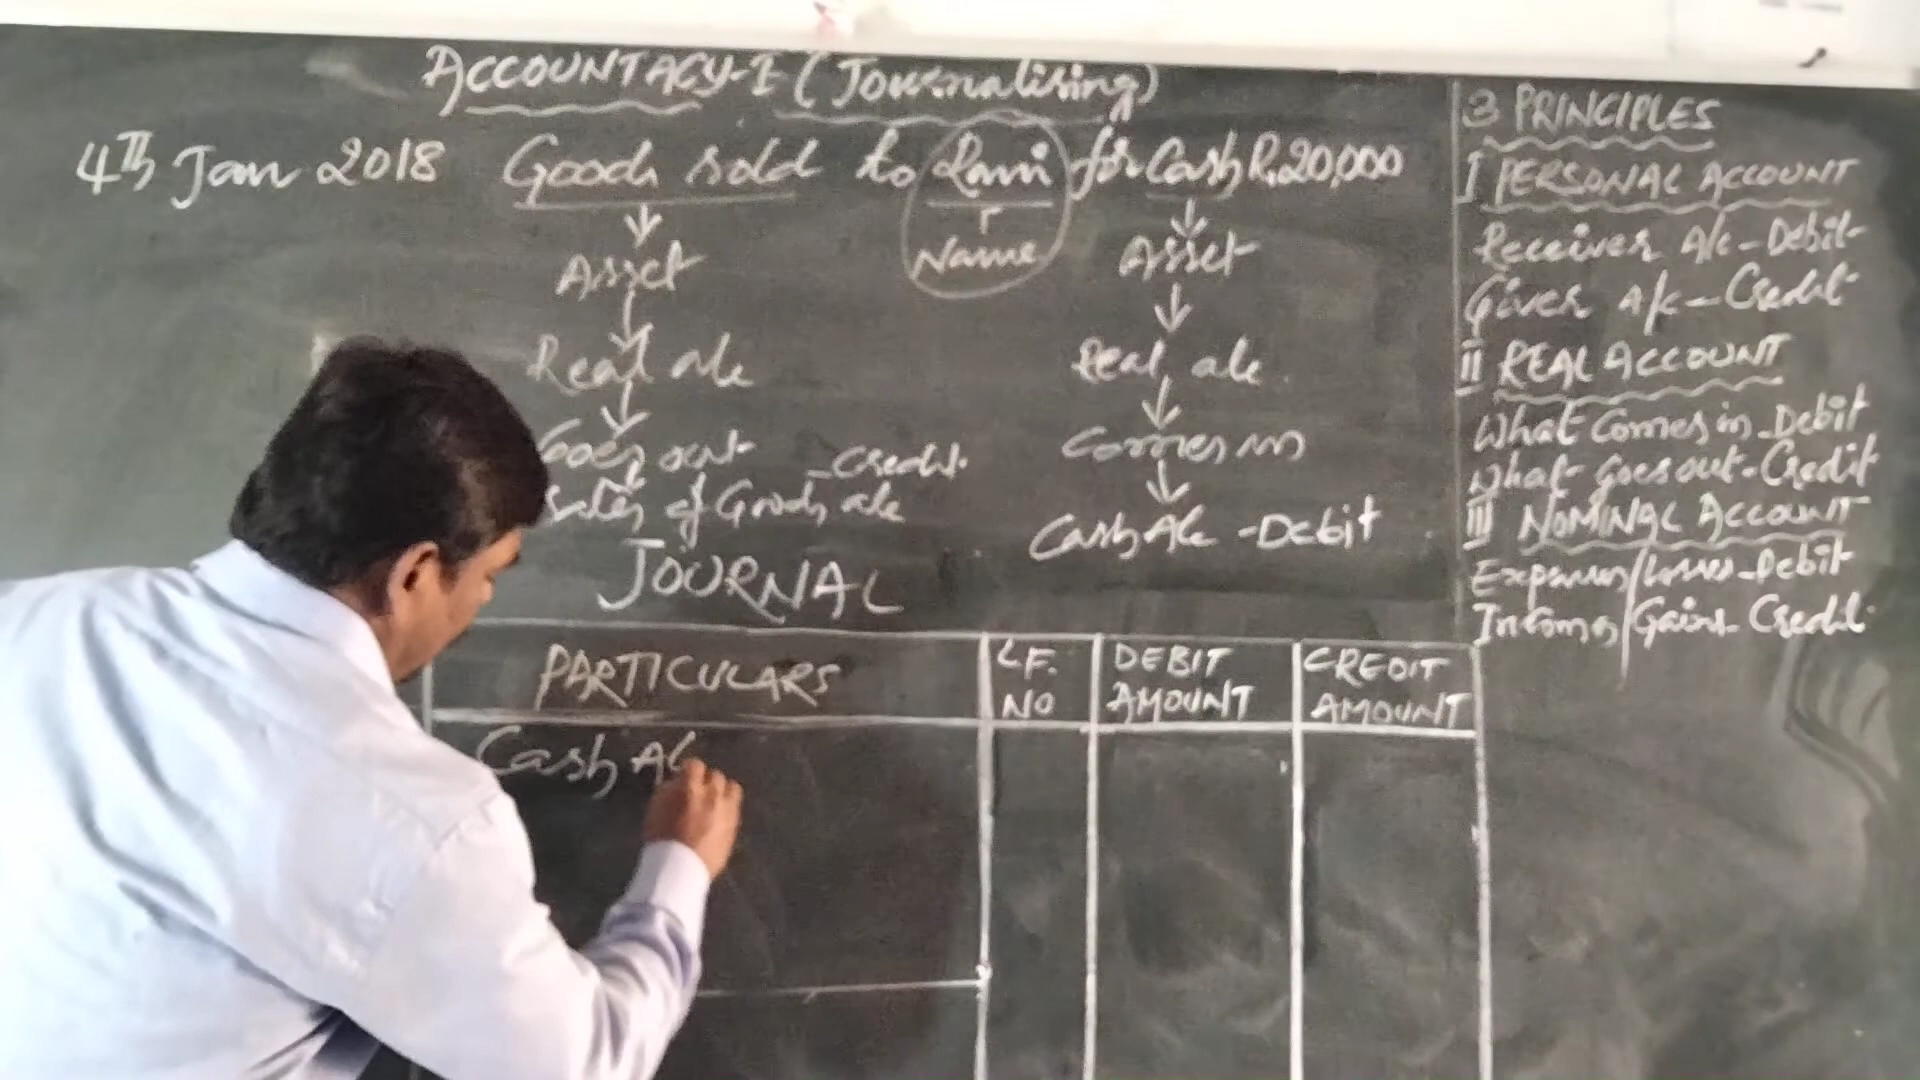 ACCOUNTACY-I (Journalising)
4Th Jan 2018 Goods sold to Rani for Cash Rs.20,000
Name
Asset
Asset
Real a/c
Real a/c
Goes out
Comes in
- Credit.
Sales of Goods a/c
Cash A/c - Debit
JOURNAL
PARTICULARS
L.F. NO
DEBIT AMOUNT
CREDIT AMOUNT
Cash A/c
3 PRINCIPLES
I PERSONAL ACCOUNT
Receiver A/c - Debit
Giver A/c - Credit
II REAL ACCOUNT
What Comes in - Debit
What Goes out - Credit
III NOMINAL ACCOUNT
Expenses/Losses - Debit
Incomes/Gains - Credit.